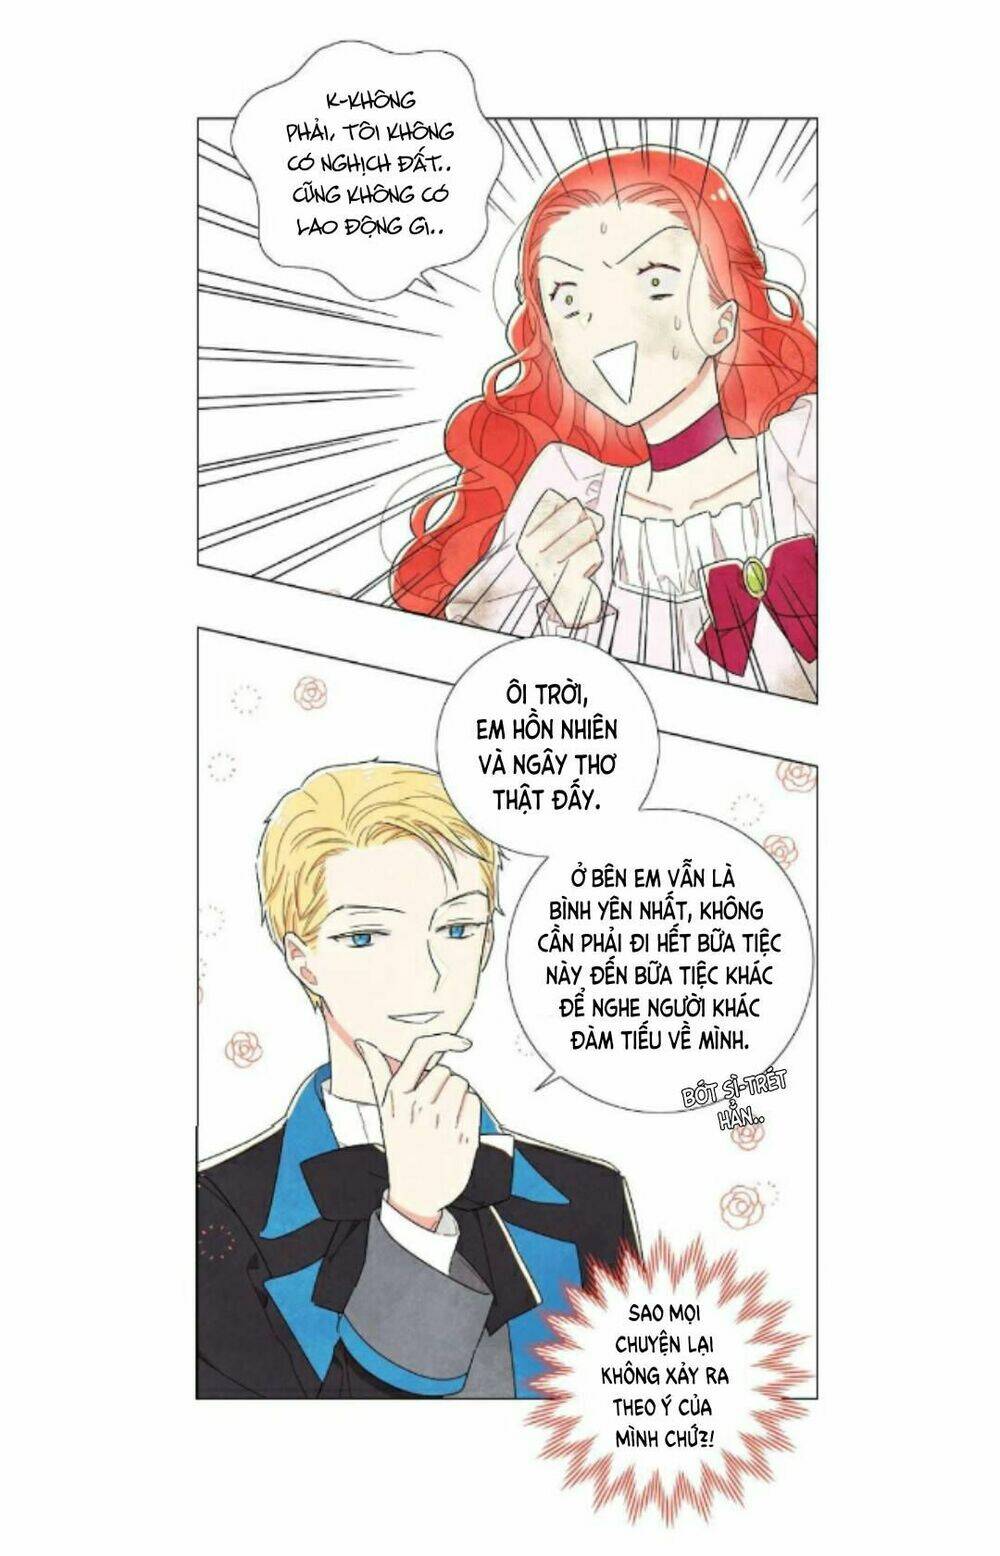 K-KHÔNG
PHẢI, TÔI KHÔNG
CÓ NGHỊCH ĐẤT..
CŨNG KHÔNG CÓ
LAO ĐỘNG GÌ..
ÔI TRỜI,
EM HỒN NHIÊN
VÀ NGÂY THƠ
THẬT ĐẤY.
Ở BÊN EM VẪN LÀ
BÌNH YÊN NHẤT, KHÔNG
CẦN PHẢI ĐI HẾT BỮA TIỆC
NÀY ĐẾN BỮA TIỆC KHÁC
ĐỂ NGHE NGƯỜI KHÁC
ĐÀM TIẾU VỀ MÌNH.
BỚT SÌ-TRÉT
HẲN..
SAO MỌI
CHUYỆN LẠI
KHÔNG XẢY RA
THEO Ý CỦA
MÌNH CHỨ?!